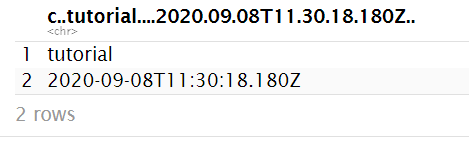 c..tutorial....2020.09.08T11.30.18.180Z..
<chr>
1 tutorial
2 2020-09-08T11:30:18.180Z
2 rows